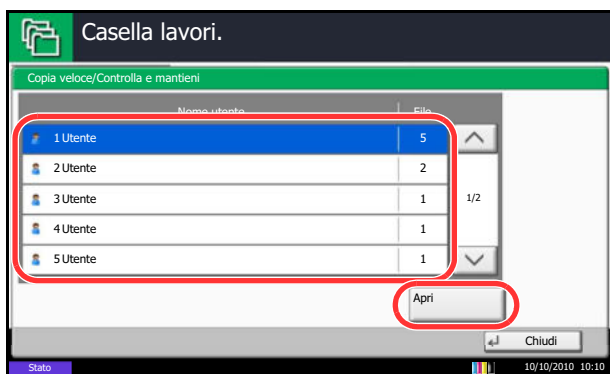 Casella lavori.
Copia veloce/Controlla e mantieni
Nome utente File
1 Utente 5
2 Utente 2
3 Utente 1 1/2
4 Utente 1
5 Utente 1
Apri
Chiudi
Stato 10/10/2010 10:10